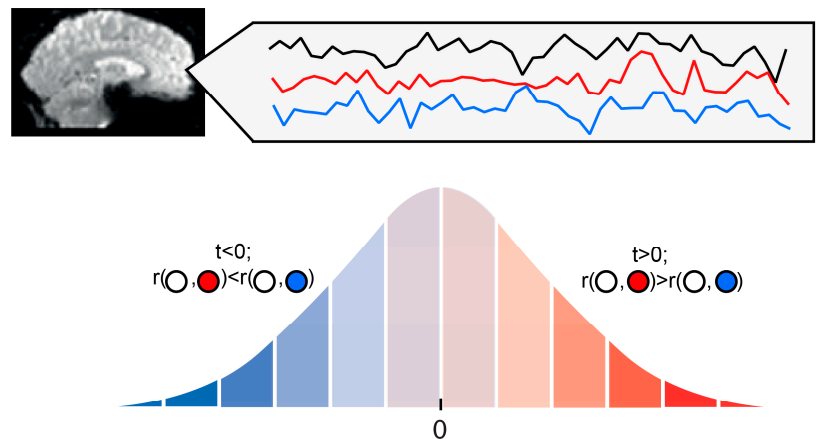 t<0;
r( , )<r( , )
t>0;
r( , )>r( , )
0